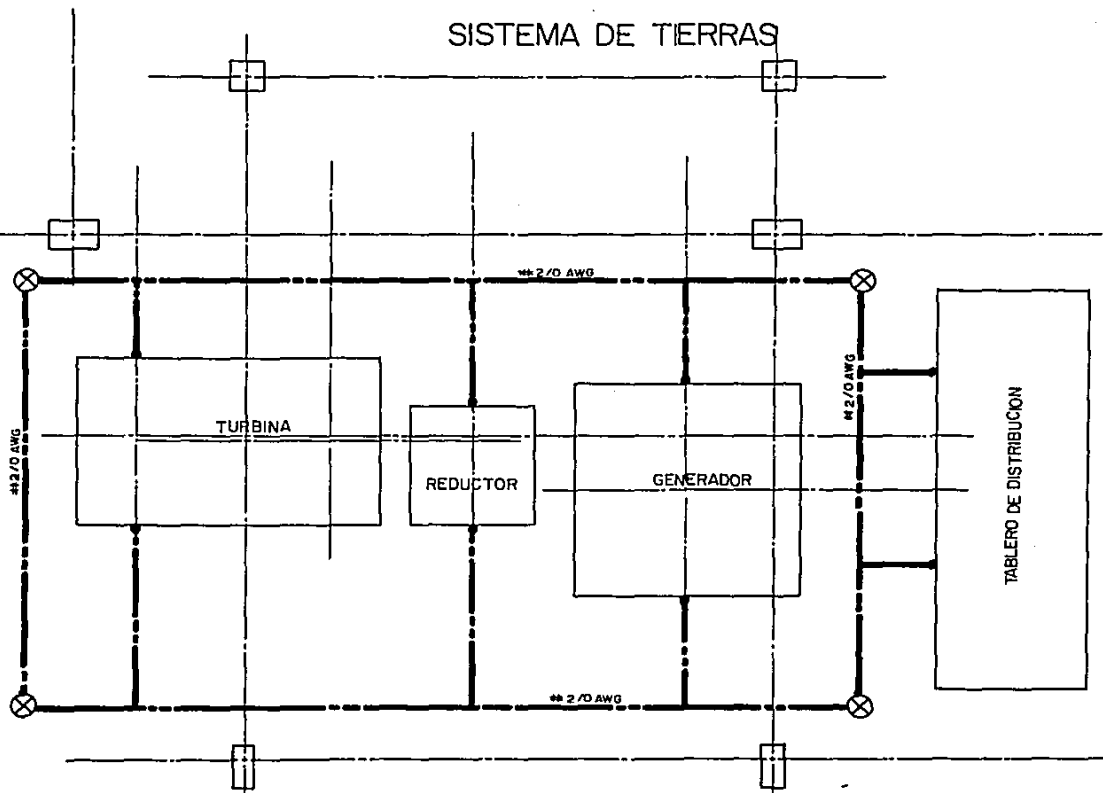 SISTEMA DE TIERRAS
#2/0 AWG
#2/0 AWG
TURBINA
#2/0 AWG
REDUCTOR
GENERADOR
TABLERO DE DISTRIBUCION
#2/0 AWG